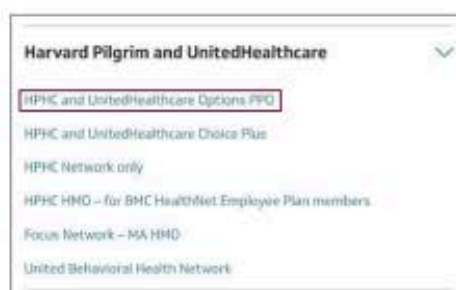 Harvard Pilgrim and UnitedHealthcare
HPHC and UnitedHealthcare Options PPO
HPHC and UnitedHealthcare Choice Plus
HPHC Network only
HPHC HMO – for BMC HealthNet Employee Plan members
Focus Network – MA HMO
United Behavioral Health Network